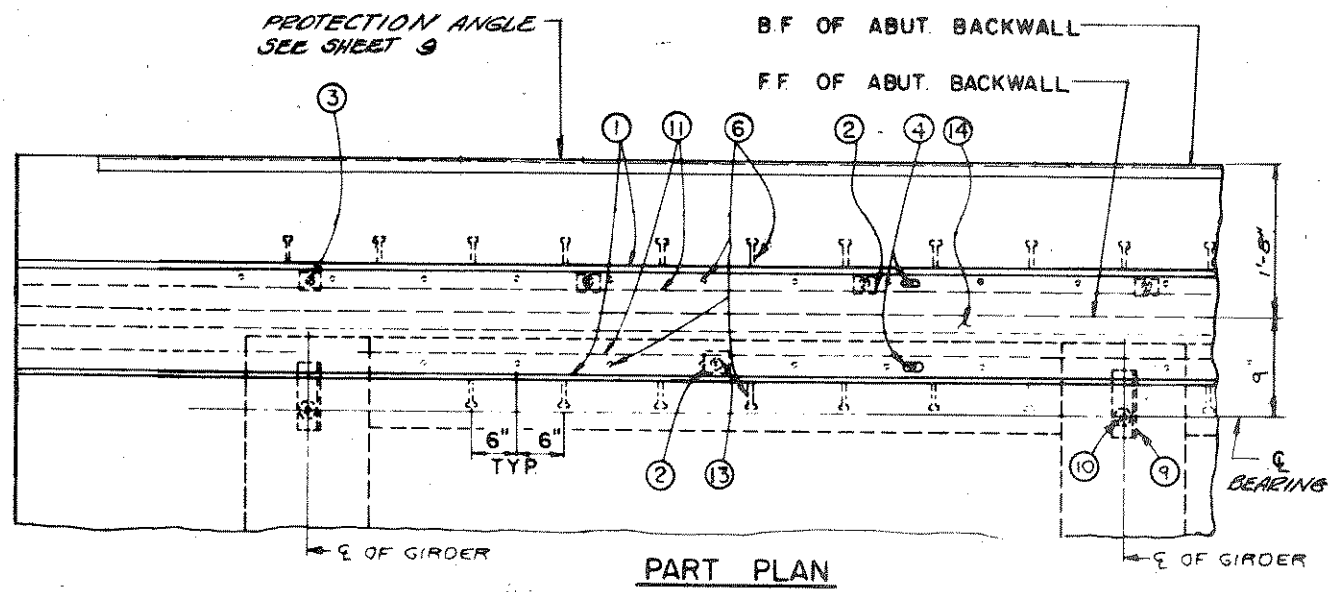 PROTECTION ANGLE
SEE SHEET 9
B.F OF ABUT. BACKWALL
F.F. OF ABUT. BACKWALL
3
1
11
6
2
4
14
1'-8"
9"
6" 6"
TYP.
2
13
10
9
℄
BEARING
℄ OF GIRDER
℄ OF GIRDER
PART PLAN